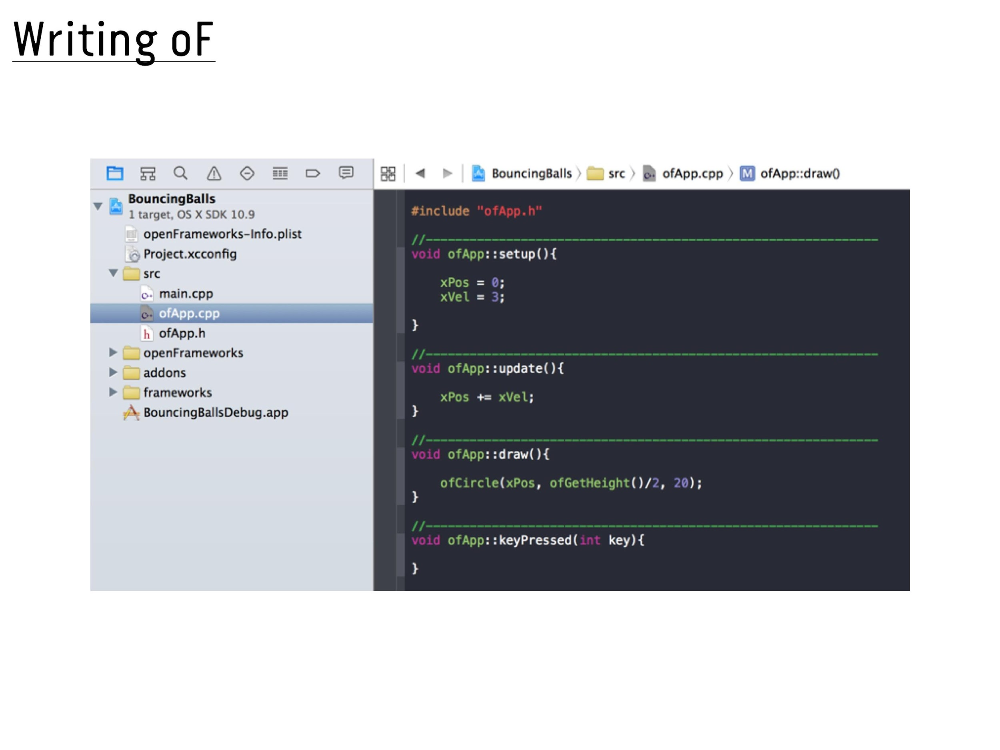 Writing oF
BouncingBalls
1 target, OS X SDK 10.9
openFrameworks-Info.plist
Project.xcconfig
src
main.cpp
ofApp.cpp
ofApp.h
openFrameworks
addons
frameworks
BouncingBallsDebug.app
BouncingBalls 〉 src 〉 ofApp.cpp 〉 M ofApp::draw()
#include "ofApp.h"
//--------------------------------------------------------------
void ofApp::setup(){
    xPos = 0;
    xVel = 3;
}
//--------------------------------------------------------------
void ofApp::update(){
    xPos += xVel;
}
//--------------------------------------------------------------
void ofApp::draw(){
    ofCircle(xPos, ofGetHeight()/2, 20);
}
//--------------------------------------------------------------
void ofApp::keyPressed(int key){
}